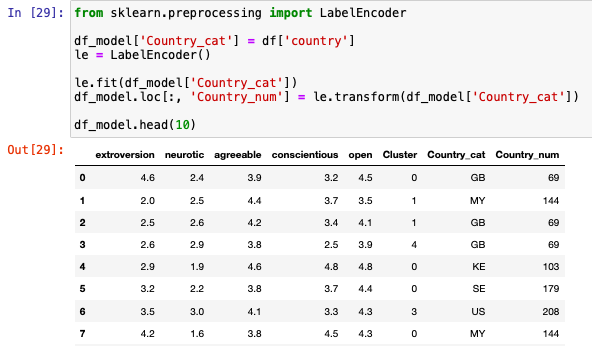 In [29]: from sklearn.preprocessing import LabelEncoder
df_model['Country_cat'] = df['country']
le = LabelEncoder()
le.fit(df_model['Country_cat'])
df_model.loc[:, 'Country_num'] = le.transform(df_model['Country_cat'])
df_model.head(10)
Out[29]:
extroversion neurotic agreeable conscientious open Cluster Country_cat Country_num
0 4.6 2.4 3.9 3.2 4.5 0 GB 69
1 2.0 2.5 4.4 3.7 3.5 1 MY 144
2 2.5 2.6 4.2 3.4 4.1 1 GB 69
3 2.6 2.9 3.8 2.5 3.9 4 GB 69
4 2.9 1.9 4.6 4.8 4.8 0 KE 103
5 3.2 2.2 3.8 3.7 4.4 0 SE 179
6 3.5 3.0 4.1 3.3 4.3 3 US 208
7 4.2 1.6 3.8 4.5 4.3 0 MY 144